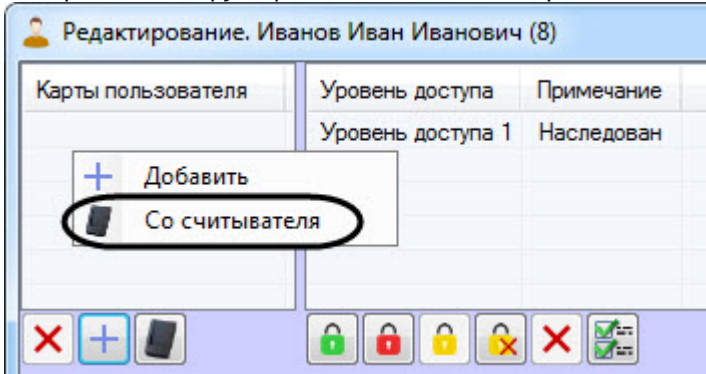 Редактирование. Иванов Иван Иванович (8)
Карты пользователя
Уровень доступа Примечание
Уровень доступа 1 Наследован
Добавить
Со считывателя